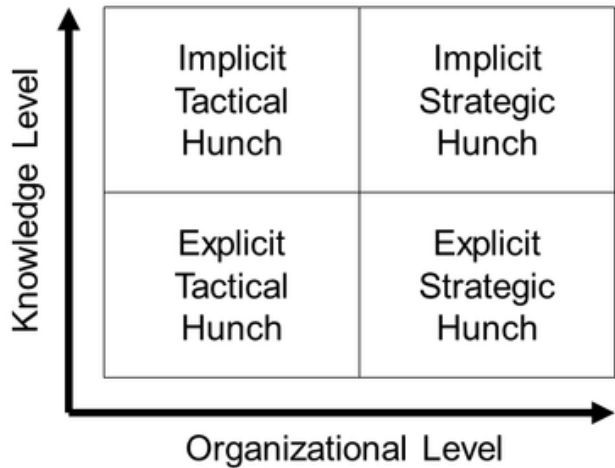 Knowledge Level
Implicit
Tactical
Hunch
Implicit
Strategic
Hunch
Explicit
Tactical
Hunch
Explicit
Strategic
Hunch
Organizational Level